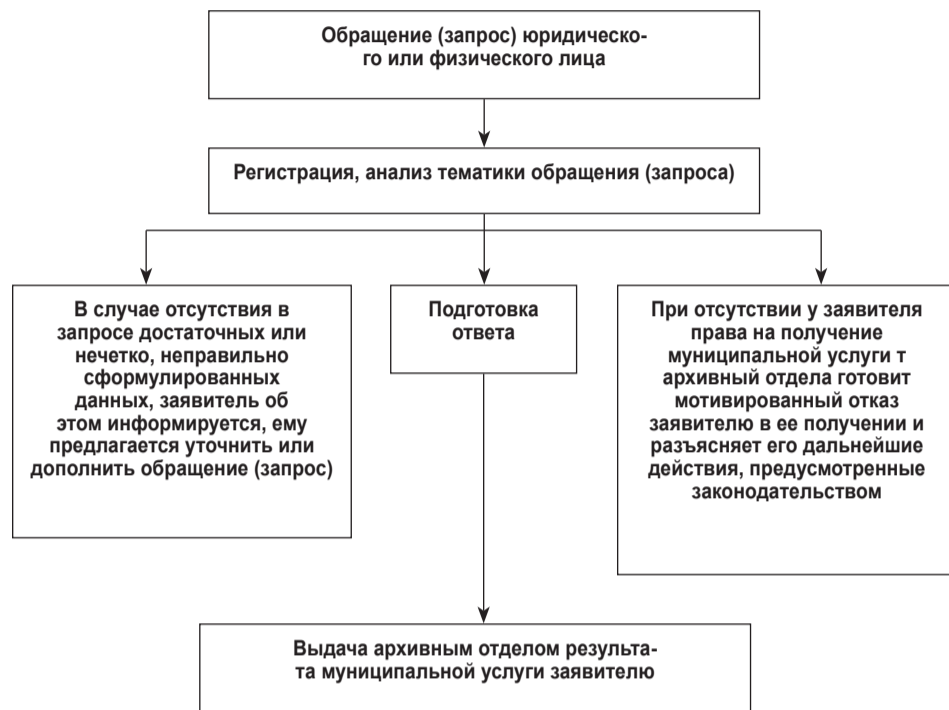 Обращение (запрос) юридическо-
го или физического лица
Регистрация, анализ тематики обращения (запроса)
В случае отсутствия в
запросе достаточных или
нечетко, неправильно
сформулированных
данных, заявитель об
этом информируется, ему
предлагается уточнить или
дополнить обращение (запрос)
Подготовка
ответа
При отсутствии у заявителя
права на получение
муниципальной услуги т
архивный отдела готовит
мотивированный отказ
заявителю в ее получении и
разъясняет его дальнейшие
действия, предусмотренные
законодательством
Выдача архивным отделом результа-
та муниципальной услуги заявителю